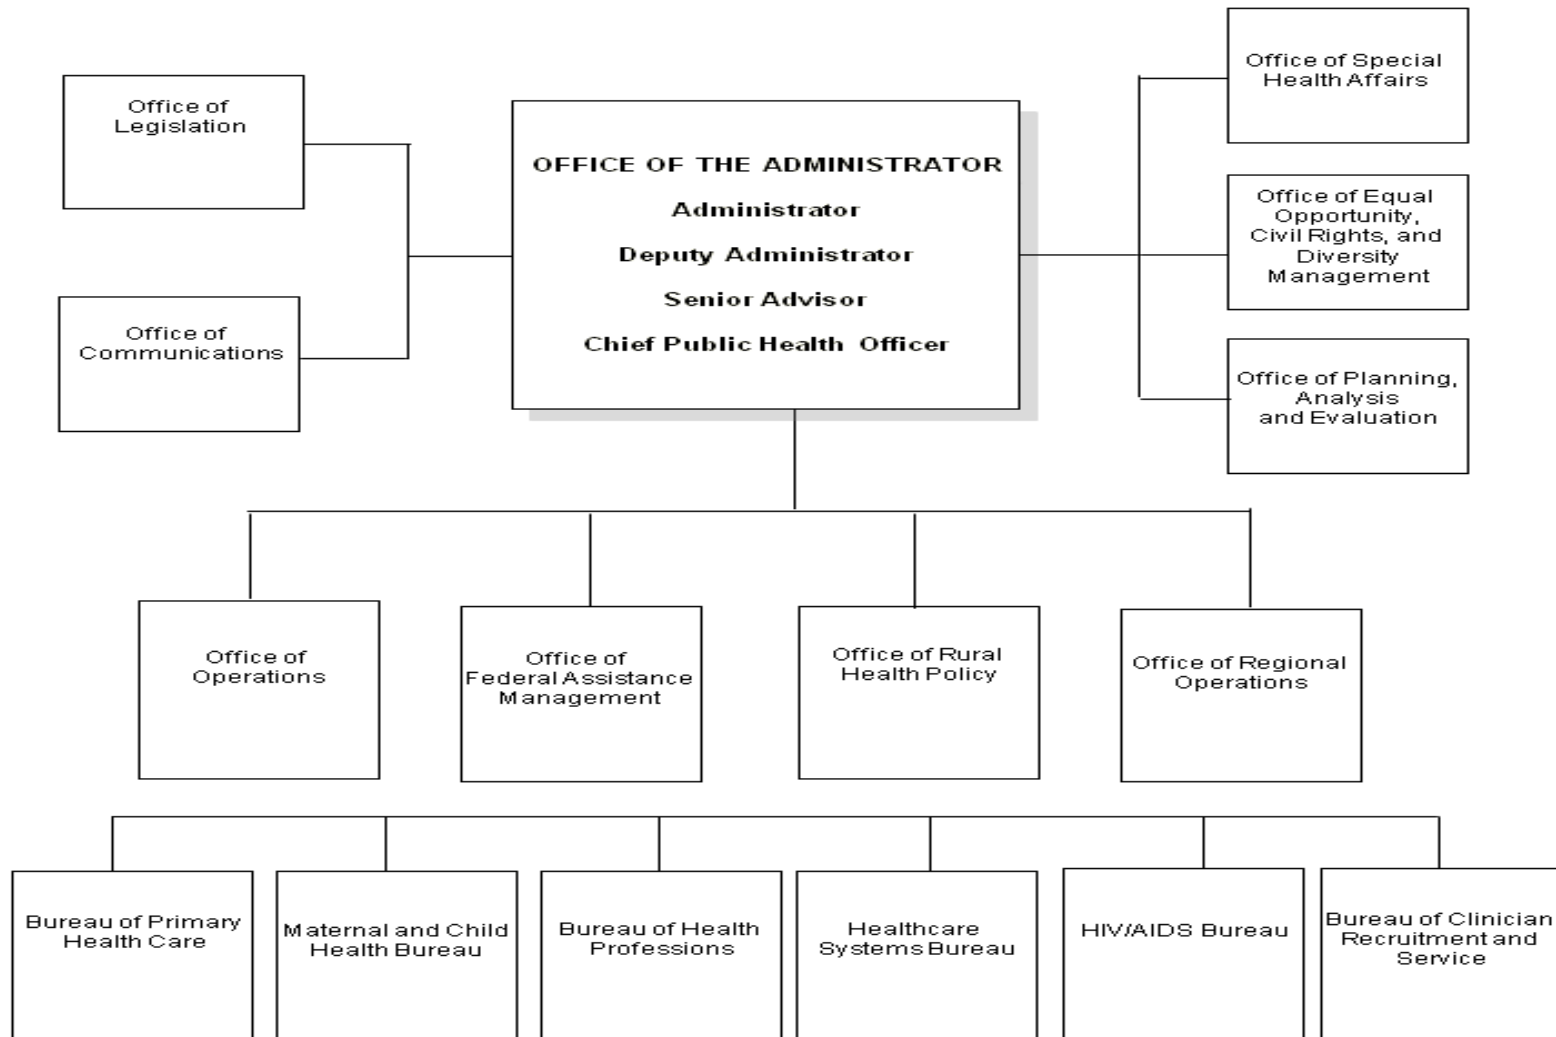 Office of
Legislation
Office of
Communications
OFFICE OF THE ADMINISTRATOR
Administrator
Deputy Administrator
Senior Advisor
Chief Public Health Officer
Office of Special
Health Affairs
Office of Equal
Opportunity,
Civil Rights, and
Diversity
Management
Office of Planning,
Analysis
and Evaluation
Office of
Operations
Office of
Federal Assistance
Management
Office of Rural
Health Policy
Office of Regional
Operations
Bureau of Primary
Health Care
Maternal and Child
Health Bureau
Bureau of Health
Professions
Healthcare
Systems Bureau
HIV/AIDS Bureau
Bureau of Clinician
Recruitment and
Service